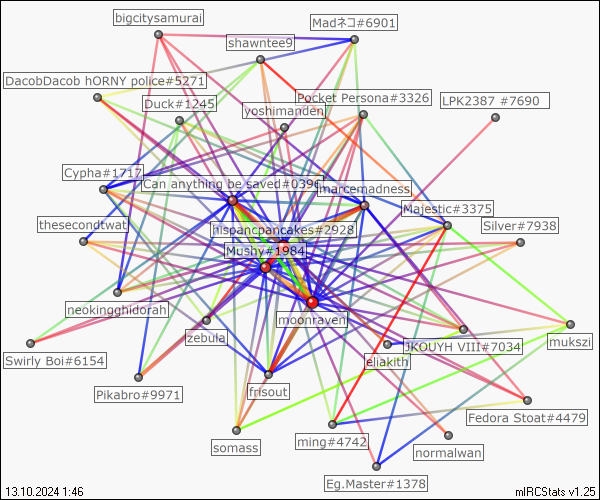 bigcitysamurai
Madネコ#6901
shawntee9
DacobDacob hORNY police#5271
Pocket Persona#3326
LPK2387 #7690
Duck#1245
yoshimanden
Cypha#1717
Can anything be saved#0396
marcemadness
Majestic#3375
thesecondtwat
hispancpancakes#2928
Silver#7938
Mushy#1984
neokingghidorah
moonraven
zebula
JKOUYH VIII#7034
mukszi
Swirly Boi#6154
eliakith
Pikabro#9971
frisout
Fedora Stoat#4479
somass
ming#4742
normalwan
Eg.Master#1378
13.10.2024 1:46
mIRCStats v1.25